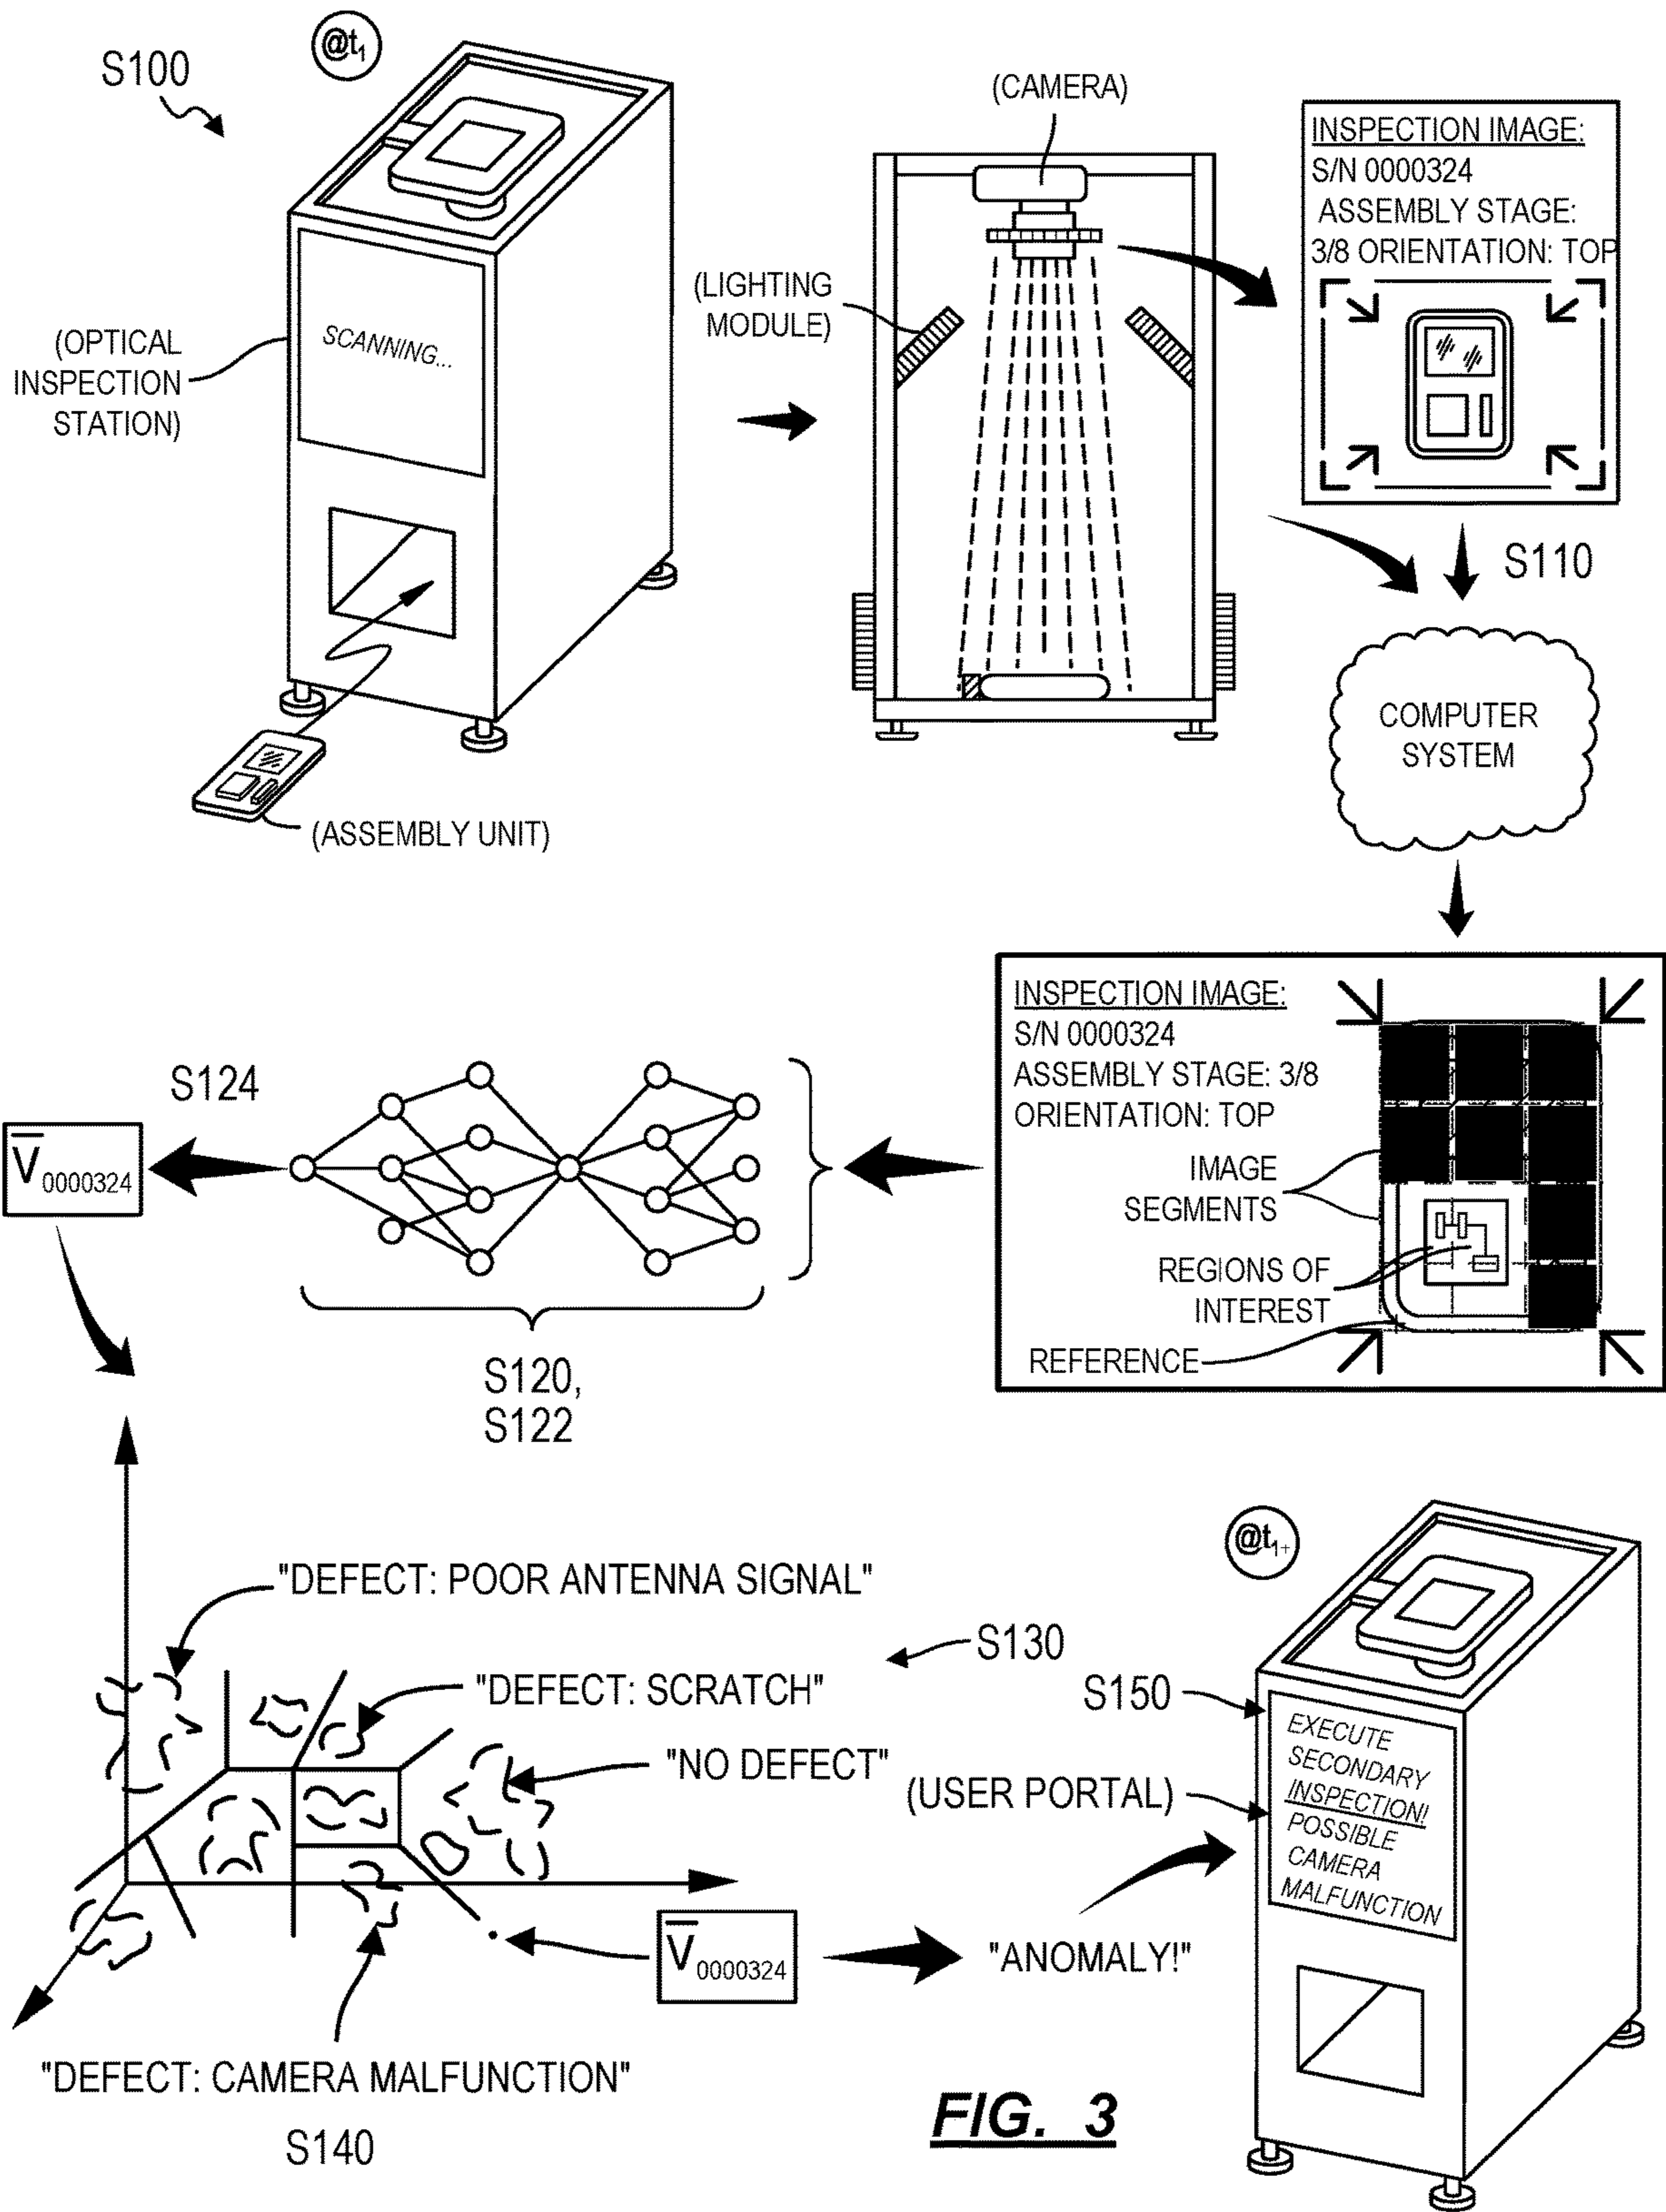 S100
@t1
(OPTICAL
INSPECTION
STATION)
SCANNING...
(ASSEMBLY UNIT)
(CAMERA)
(LIGHTING
MODULE)
INSPECTION IMAGE:
S/N 0000324
ASSEMBLY STAGE:
3/8 ORIENTATION: TOP
S110
COMPUTER
SYSTEM
INSPECTION IMAGE:
S/N 0000324
ASSEMBLY STAGE: 3/8
ORIENTATION: TOP
IMAGE
SEGMENTS
REGIONS OF
INTEREST
REFERENCE
S120,
S122
S124
V̅0000324
"DEFECT: POOR ANTENNA SIGNAL"
S130
"DEFECT: SCRATCH"
"NO DEFECT"
V̅0000324
"DEFECT: CAMERA MALFUNCTION"
S140
"ANOMALY!"
@t1+
S150
(USER PORTAL)
EXECUTE
SECONDARY
INSPECTION!
POSSIBLE
CAMERA
MALFUNCTION
FIG. 3